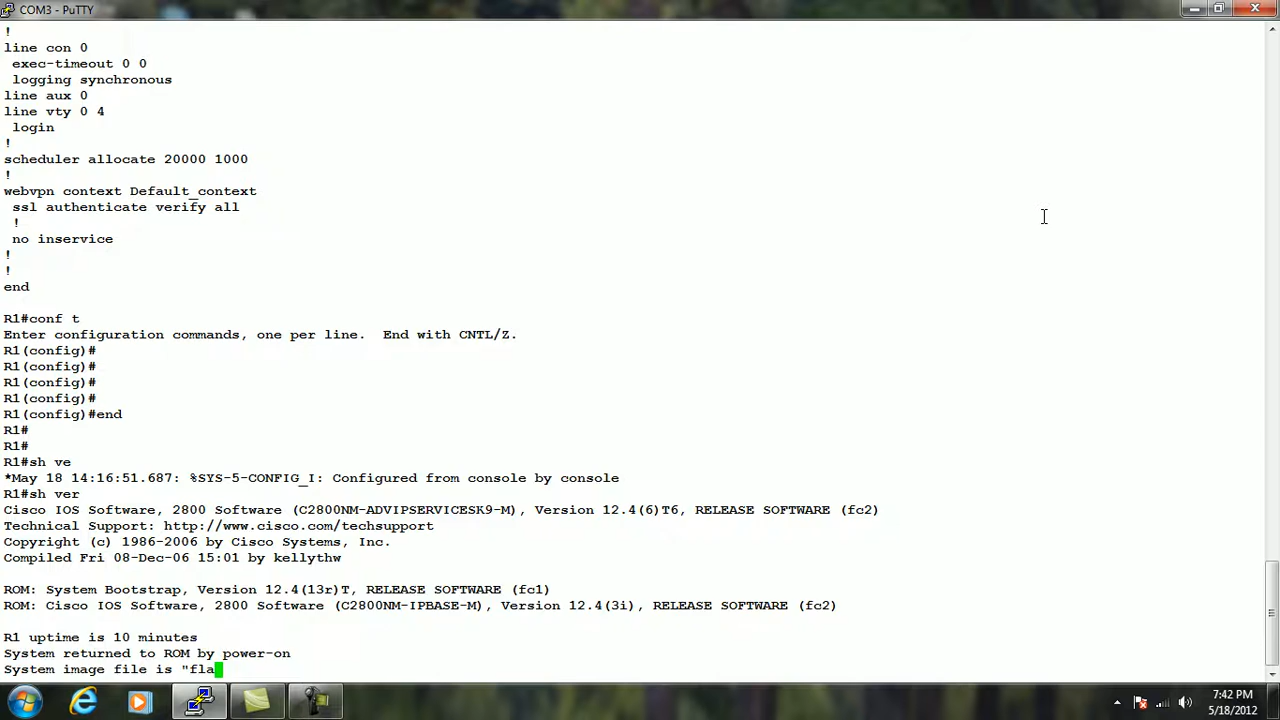 COM3 - PuTTY
!
line con 0
 exec-timeout 0 0
 logging synchronous
line aux 0
line vty 0 4
 login
!
scheduler allocate 20000 1000
!
webvpn context Default_context
 ssl authenticate verify all
 !
 no inservice
!
!
end
R1#conf t
Enter configuration commands, one per line.  End with CNTL/Z.
R1(config)#
R1(config)#
R1(config)#
R1(config)#
R1(config)#end
R1#
R1#
R1#sh ve
*May 18 14:16:51.687: %SYS-5-CONFIG_I: Configured from console by console
R1#sh ver
Cisco IOS Software, 2800 Software (C2800NM-ADVIPSERVICESK9-M), Version 12.4(6)T6, RELEASE SOFTWARE (fc2)
Technical Support: http://www.cisco.com/techsupport
Copyright (c) 1986-2006 by Cisco Systems, Inc.
Compiled Fri 08-Dec-06 15:01 by kellythw
ROM: System Bootstrap, Version 12.4(13r)T, RELEASE SOFTWARE (fc1)
ROM: Cisco IOS Software, 2800 Software (C2800NM-IPBASE-M), Version 12.4(3i), RELEASE SOFTWARE (fc2)
R1 uptime is 10 minutes
System returned to ROM by power-on
System image file is "fla
7:42 PM
5/18/2012